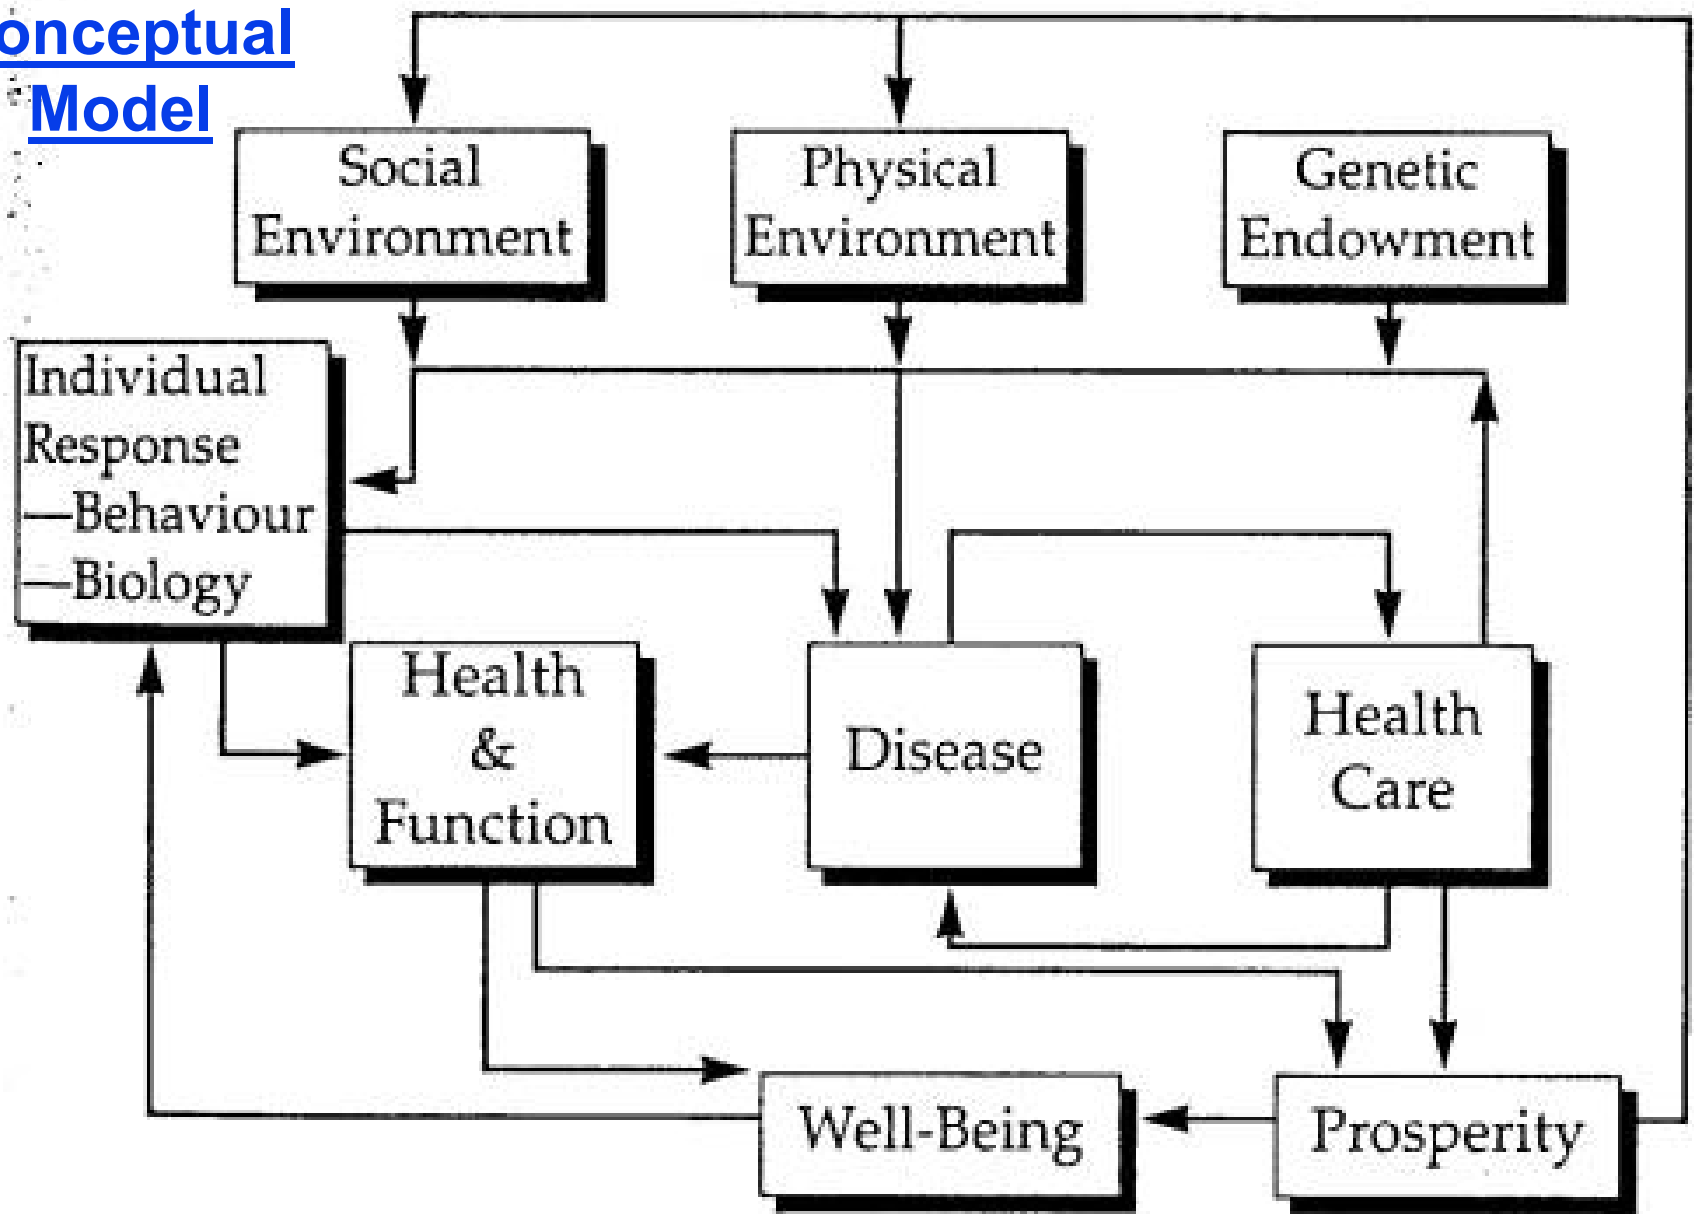 onceptual
Model
Social
Environment
Physical
Environment
Genetic
Endowment
Individual
Response
—Behaviour
—Biology
Health
&
Function
Disease
Health
Care
Well-Being
Prosperity